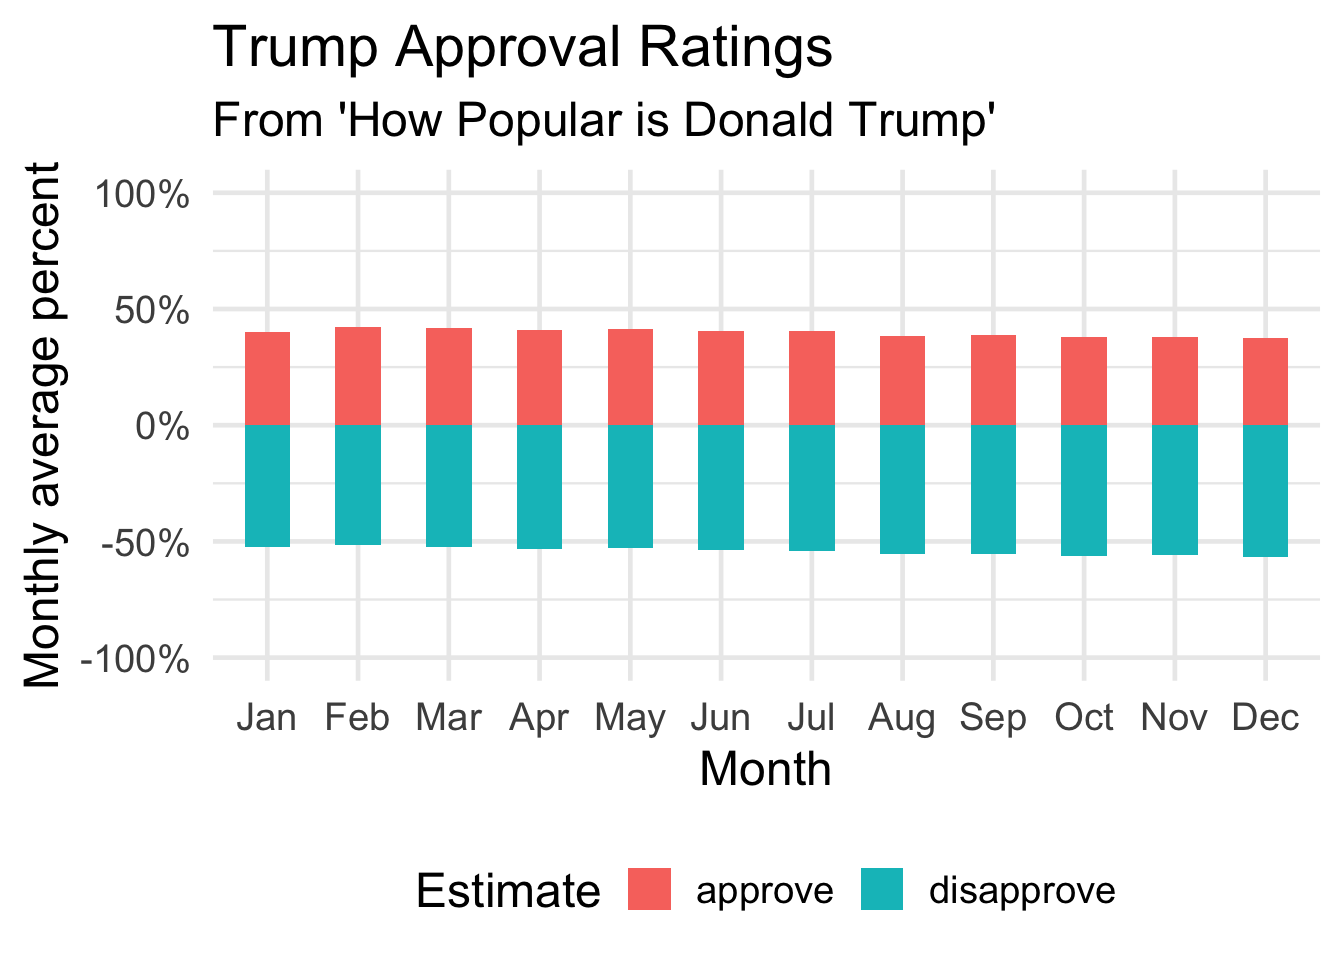 Trump Approval Ratings
From 'How Popular is Donald Trump'
Monthly average percent
100%
50%
0%
-50%
-100%
Jan Feb Mar Apr May Jun Jul Aug Sep Oct Nov Dec
Month
Estimate approve disapprove